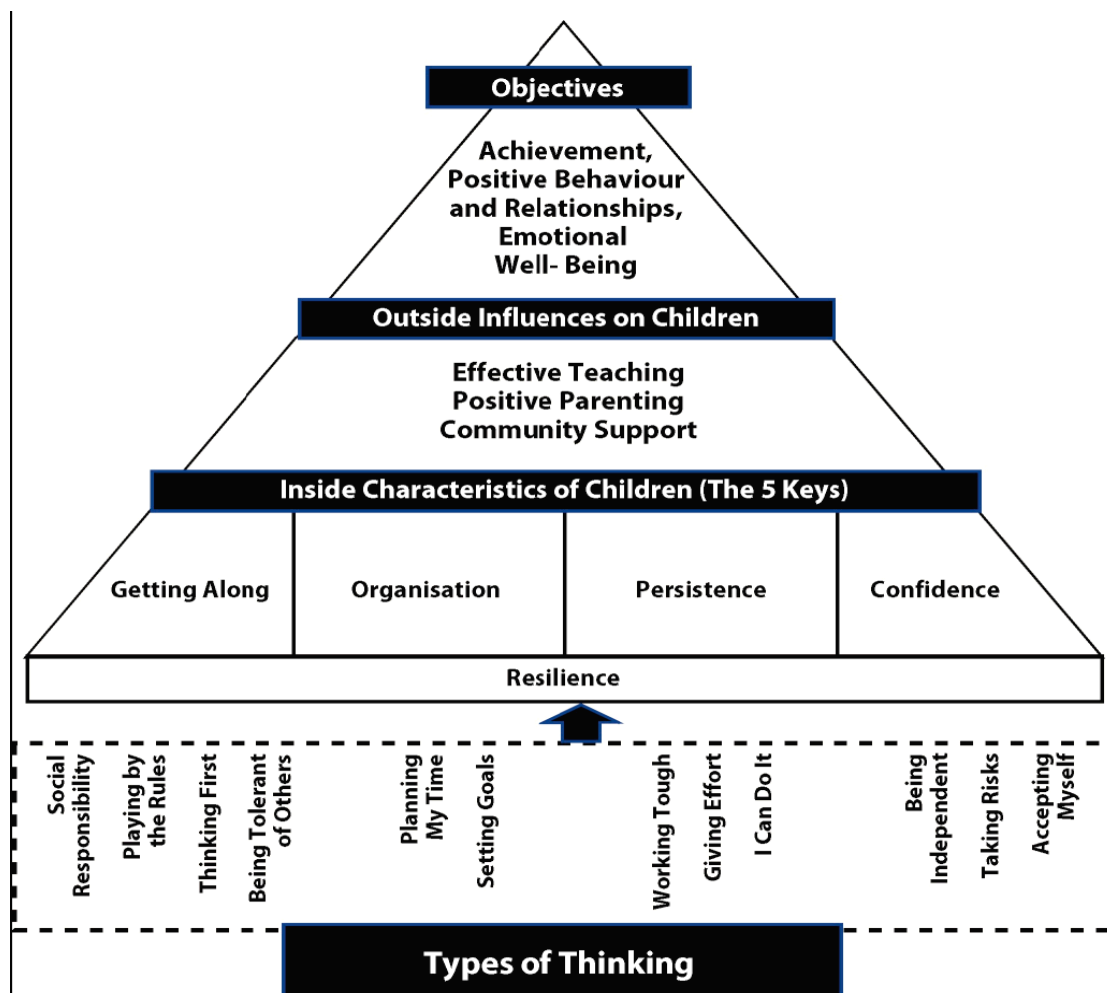 Objectives
Achievement,
Positive Behaviour
and Relationships,
Emotional
Well- Being
Outside Influences on Children
Effective Teaching
Positive Parenting
Community Support
Inside Characteristics of Children (The 5 Keys)
Getting Along
Organisation
Persistence
Confidence
Resilience
Social
Responsibility
Playing by
the Rules
Thinking First
Being Tolerant
of Others
Planning
My Time
Setting Goals
Working Tough
Giving Effort
I Can Do It
Being
Independent
Taking Risks
Accepting
Myself
Types of Thinking